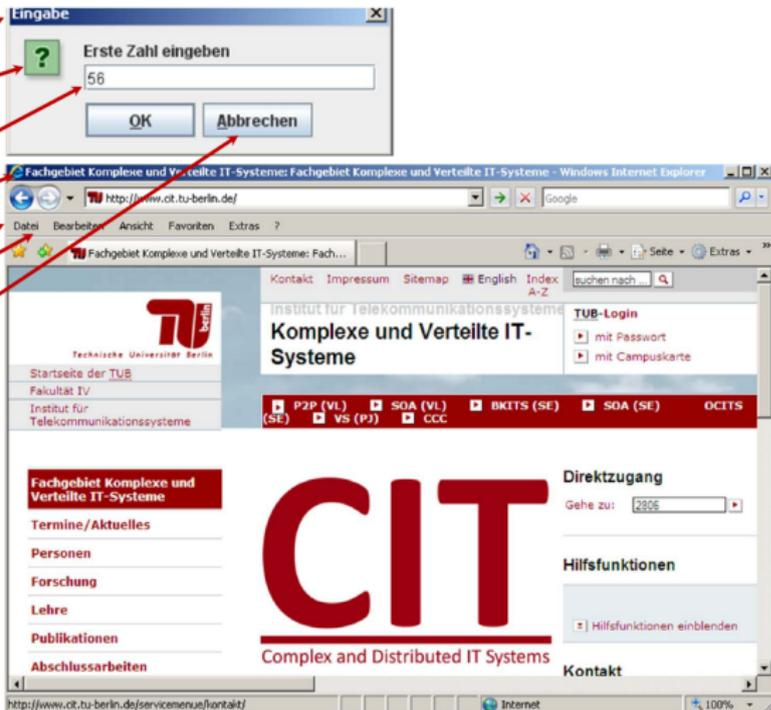 Eingabe
?
Erste Zahl eingeben
56
OK
Abbrechen
Fachgebiet Komplexe und Verteilte IT-Systeme: Fachgebiet Komplexe und Verteilte IT-Systeme - Windows Internet Explorer
http://www.cit.tu-berlin.de/
Google
Datei Bearbeiten Ansicht Favoriten Extras ?
Fachgebiet Komplexe und Verteilte IT-Systeme: Fach...
Seite Extras
Kontakt Impressum Sitemap English Index A-Z
suchen nach ...
Institut für Telekommunikationssysteme
Komplexe und Verteilte IT-
Systeme
TUB-Login
mit Passwort
mit Campuskarte
berlin
Technische Universität Berlin
Startseite der TUB
Fakultät IV
Institut für
Telekommunikationssysteme
P2P (VL) SOA (VL) BKITS (SE) SOA (SE) OCITS
(SE) VS (PJ) CCC
Fachgebiet Komplexe und
Verteilte IT-Systeme
Termine/Aktuelles
Personen
Forschung
Lehre
Publikationen
Abschlussarbeiten
CIT
Complex and Distributed IT Systems
Direktzugang
Gehe zu: 2806
Hilfsfunktionen
Hilfsfunktionen einblenden
Kontakt
http://www.cit.tu-berlin.de/servicemenue/kontakt/
Internet
100%